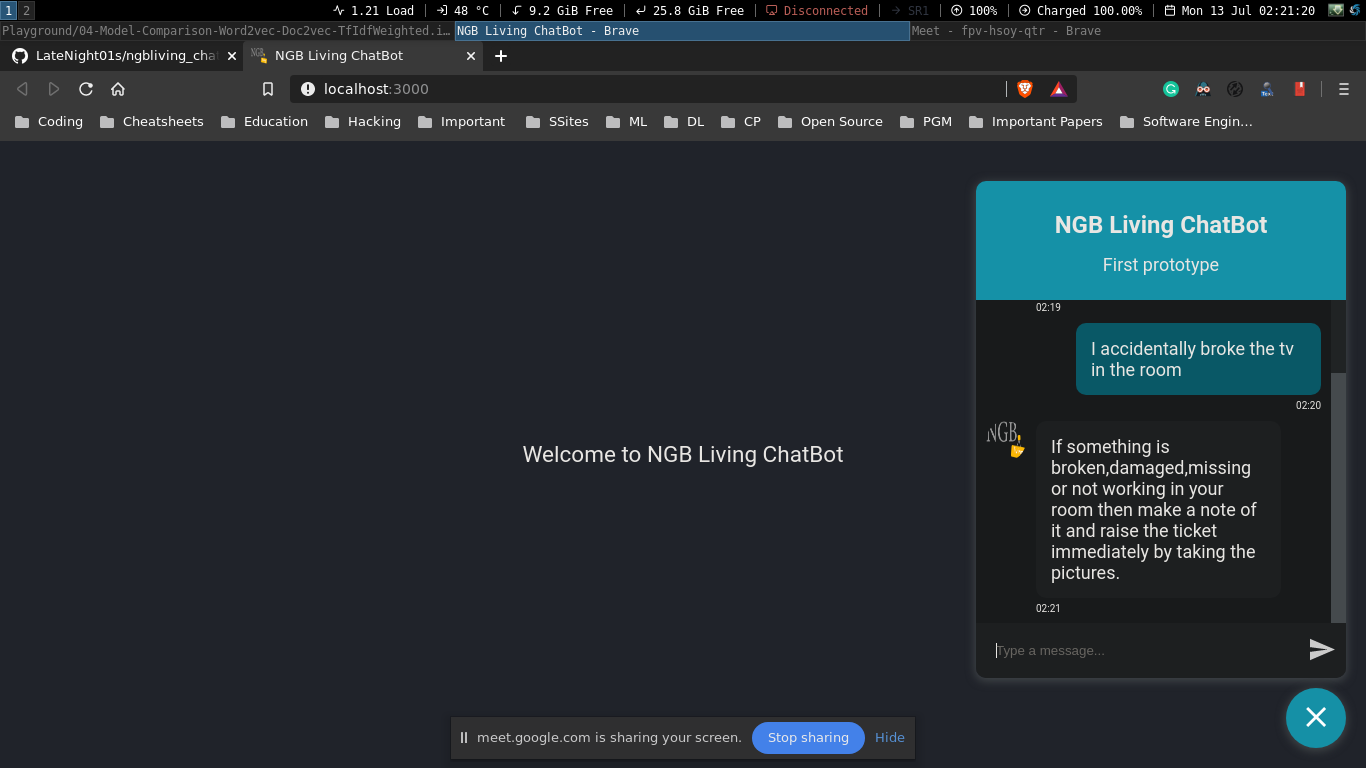 1 2 1.21 Load 48 °C 9.2 GiB Free 25.8 GiB Free Disconnected SR1 100% Charged 100.00% Mon 13 Jul 02:21:20
Playground/04-Model-Comparison-Word2vec-Doc2vec-TfIdfWeighted.i… NGB Living ChatBot - Brave Meet - fpv-hsoy-qtr - Brave
LateNight01s/ngbliving_cha NGB Living ChatBot
localhost:3000
Coding Cheatsheets Education Hacking Important SSites ML DL CP Open Source PGM Important Papers Software Engin…
NGB Living ChatBot
First prototype
02:19
I accidentally broke the tv
in the room
02:20
NGB
If something is
broken,damaged,missing
or not working in your
room then make a note of
it and raise the ticket
immediately by taking the
pictures.
02:21
Type a message...
Welcome to NGB Living ChatBot
meet.google.com is sharing your screen. Stop sharing Hide